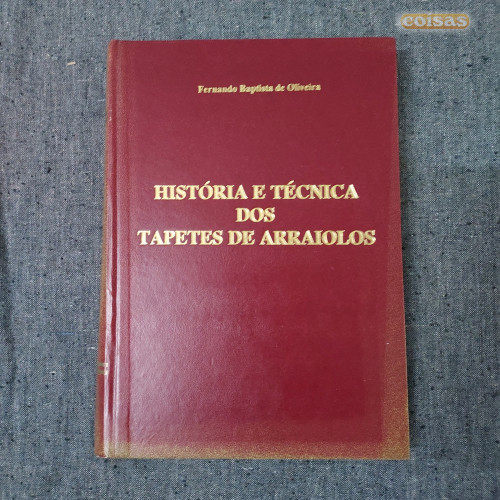 coisas
Fernando Baptista de Oliveira
HISTÓRIA E TÉCNICA
DOS
TAPETES DE ARRAIOLOS